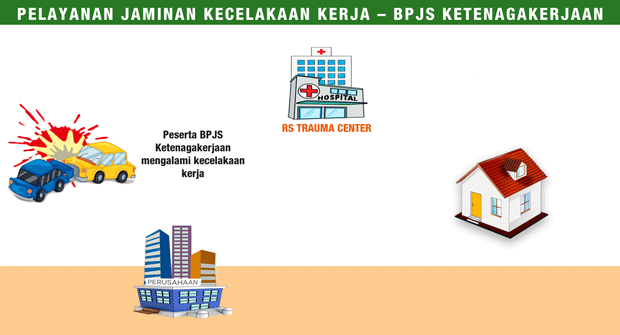 PELAYANAN JAMINAN KECELAKAAN KERJA – BPJS KETENAGAKERJAAN
HOSPITAL
RS TRAUMA CENTER
Peserta BPJS
Ketenagakerjaan
mengalami kecelakaan
kerja
PERUSAHAAN